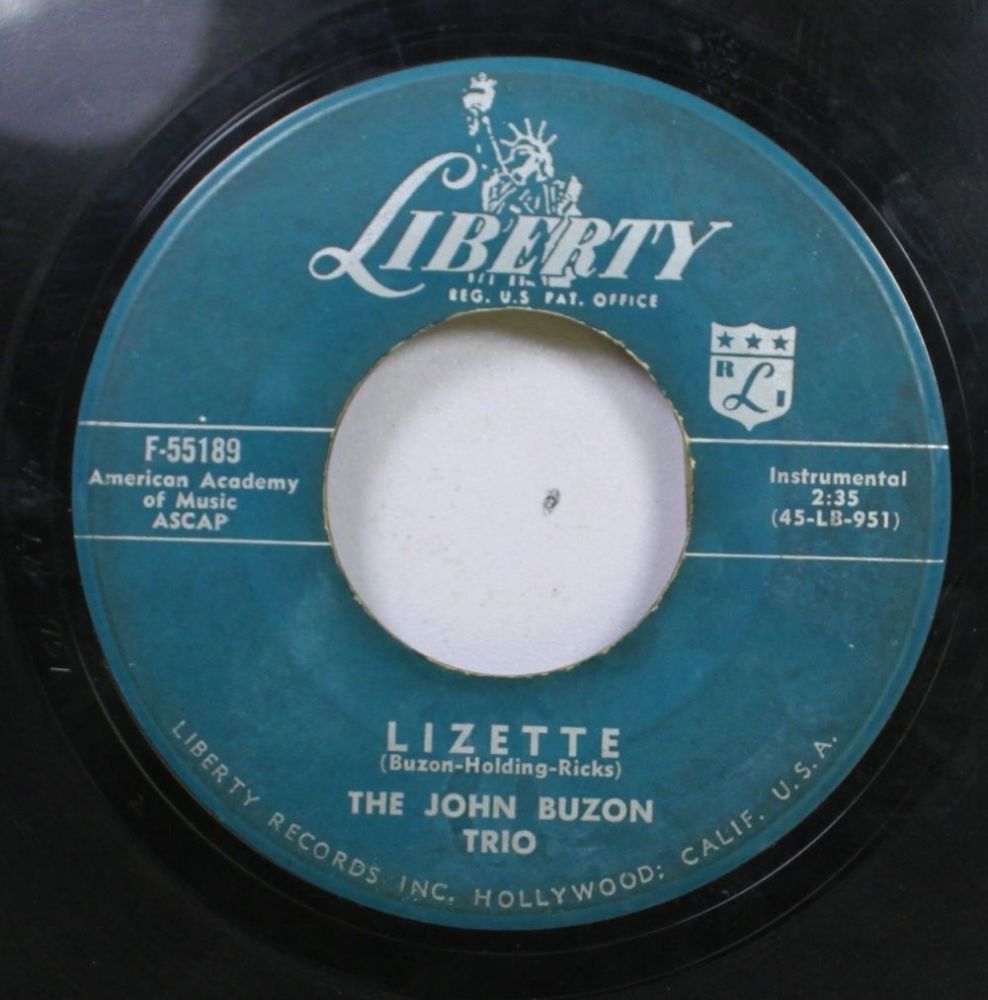 LIBERTY
REG. U.S PAT. OFFICE
R L I
F-55189
American Academy
of Music
ASCAP
Instrumental
2:35
(45-LB-951)
LIZETTE
(Buzon-Holding-Ricks)
THE JOHN BUZON
TRIO
LIBERTY RECORDS INC. HOLLYWOOD; CALIF. U.S.A.